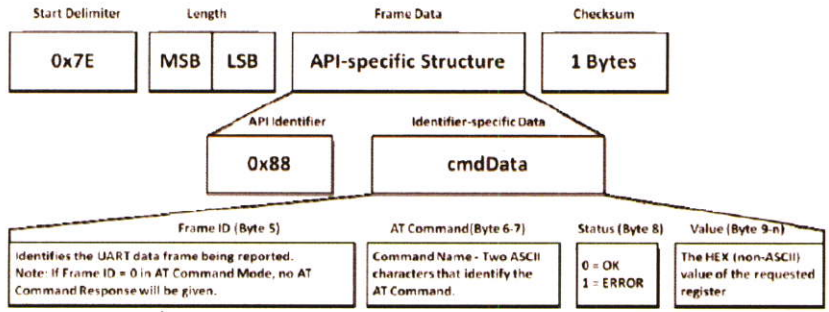 Start Delimiter Length Frame Data Checksum
0x7E MSB LSB API-specific Structure 1 Bytes
API Identifier Identifier-specific Data
0x88 cmdData
Frame ID (Byte 5) AT Command(Byte 6-7) Status (Byte 8) Value (Byte 9-n)
Identifies the UART data frame being reported.
Note: If Frame ID = 0 in AT Command Mode, no AT
Command Response will be given.
Command Name - Two ASCII
characters that identify the
AT Command.
0 = OK
1 = ERROR
The HEX (non-ASCII)
value of the requested
register